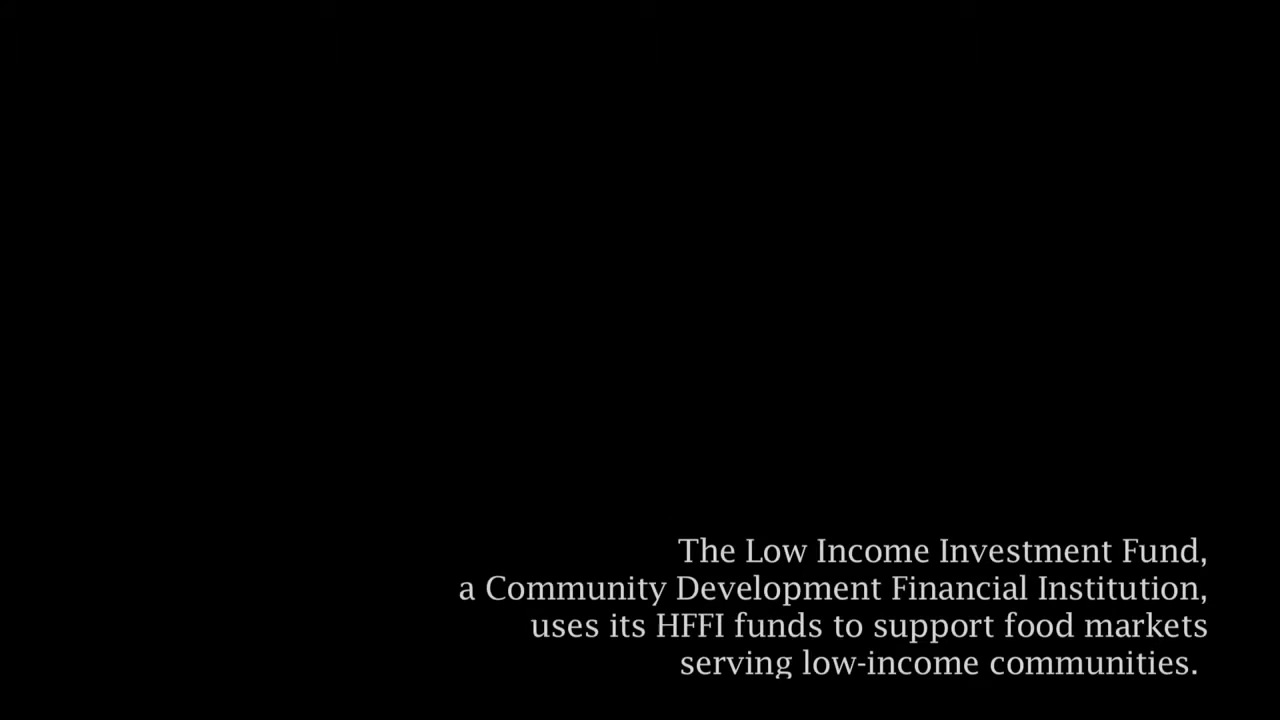 The Low Income Investment Fund,
a Community Development Financial Institution,
uses its HFFI funds to support food markets
serving low-income communities.